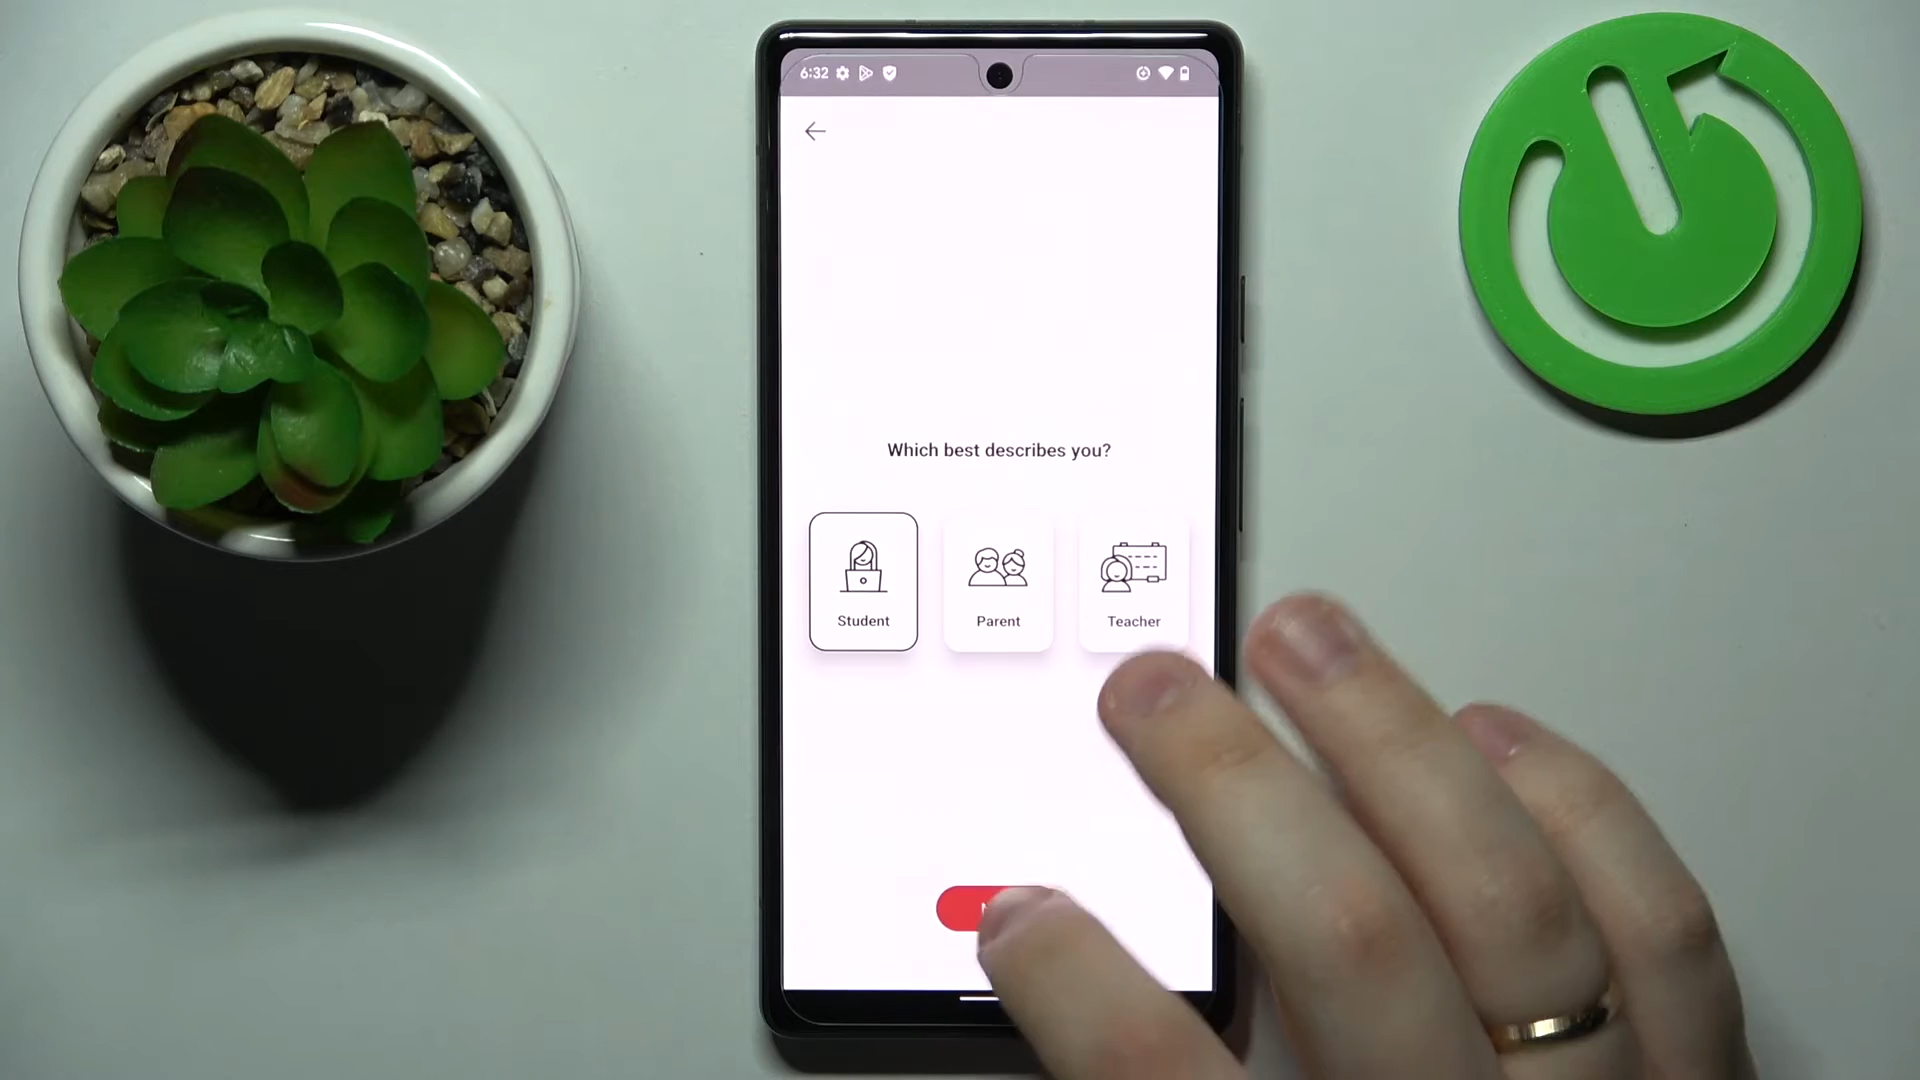 6:32
Which best describes you?
Student
Parent
Teacher